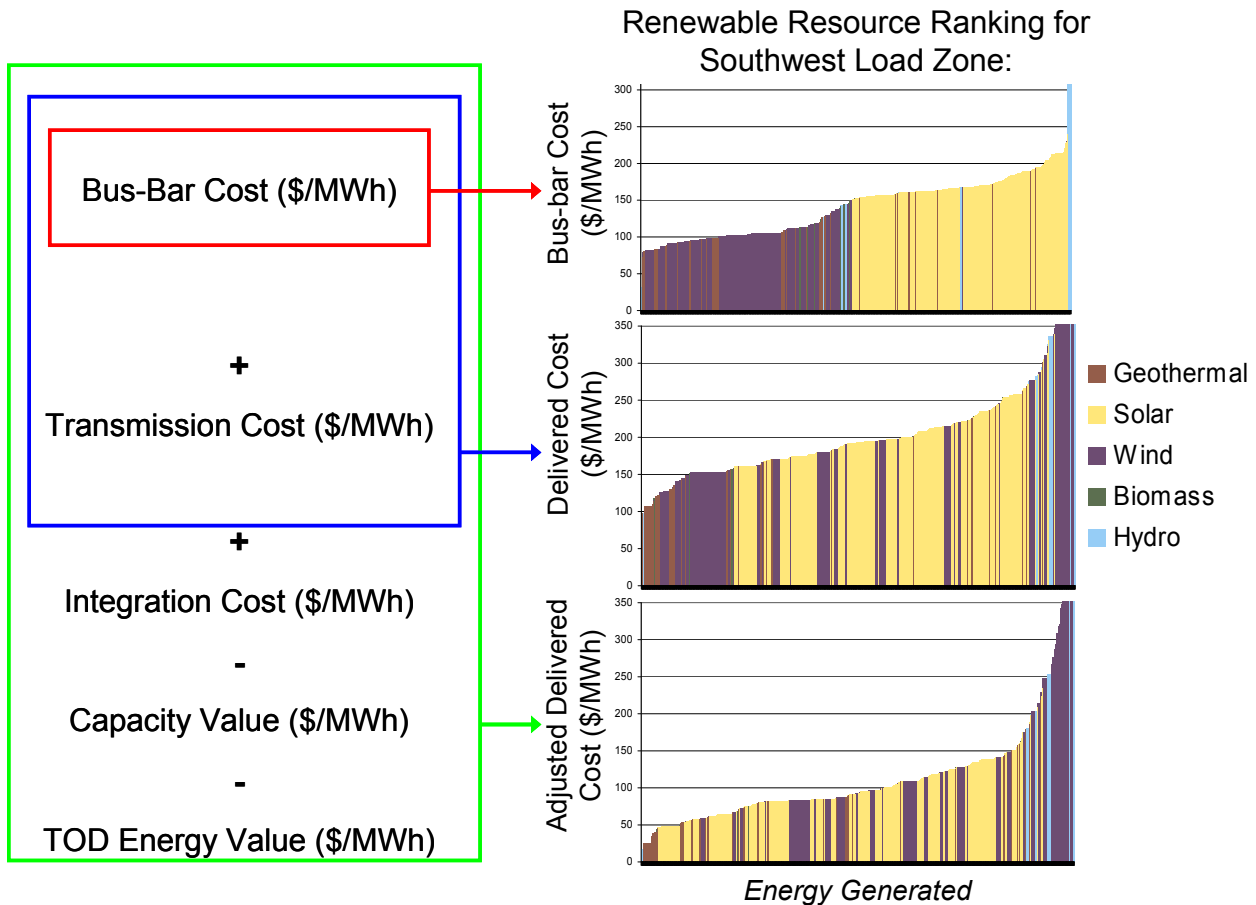 Renewable Resource Ranking for
Southwest Load Zone:
Bus-Bar Cost ($/MWh)
+
Transmission Cost ($/MWh)
+
Integration Cost ($/MWh)
-
Capacity Value ($/MWh)
-
TOD Energy Value ($/MWh)
Bus-bar Cost
($/MWh)
300
250
200
150
100
50
0
Delivered Cost
($/MWh)
350
300
250
200
150
100
50
0
Adjusted Delivered
Cost ($/MWh)
350
300
250
200
150
100
50
0
Energy Generated
Geothermal
Solar
Wind
Biomass
Hydro